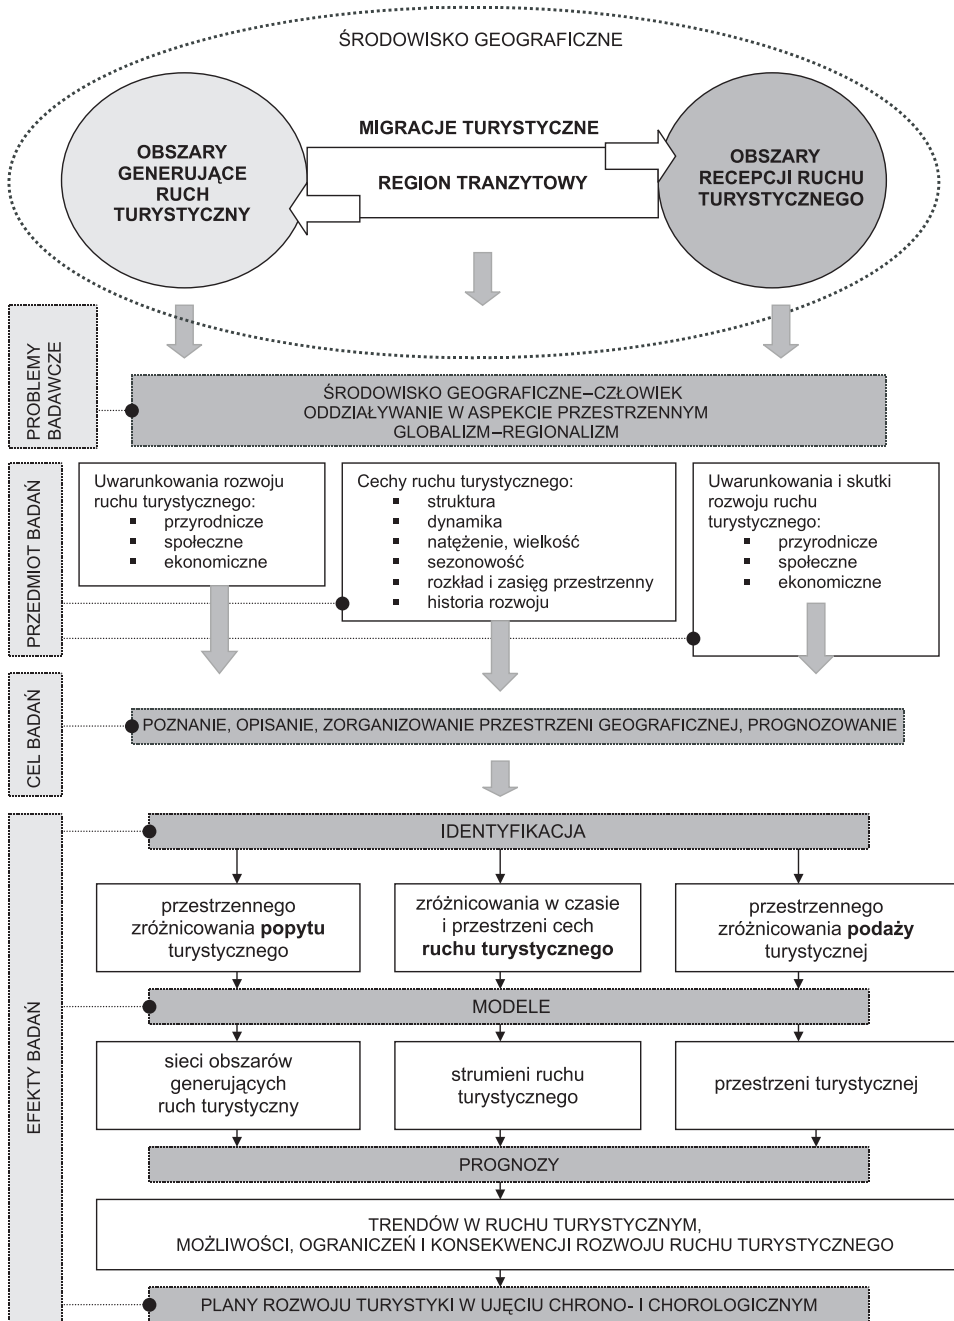 ŚRODOWISKO GEOGRAFICZNE
OBSZARY
GENERUJĄCE
RUCH
TURYSTYCZNY
MIGRACJE TURYSTYCZNE
REGION TRANZYTOWY
OBSZARY
RECEPCJI RUCHU
TURYSTYCZNEGO
PROBLEMY
BADAWCZE
ŚRODOWISKO GEOGRAFICZNE–CZŁOWIEK
ODDZIAŁYWANIE W ASPEKCIE PRZESTRZENNYM
GLOBALIZM–REGIONALIZM
PRZEDMIOT BADAŃ
Uwarunkowania rozwoju
ruchu turystycznego:
▪ przyrodnicze
▪ społeczne
▪ ekonomiczne
Cechy ruchu turystycznego:
▪ struktura
▪ dynamika
▪ natężenie, wielkość
▪ sezonowość
▪ rozkład i zasięg przestrzenny
▪ historia rozwoju
Uwarunkowania i skutki
rozwoju ruchu
turystycznego:
▪ przyrodnicze
▪ społeczne
▪ ekonomiczne
CEL BADAŃ
POZNANIE, OPISANIE, ZORGANIZOWANIE PRZESTRZENI GEOGRAFICZNEJ, PROGNOZOWANIE
EFEKTY BADAŃ
IDENTYFIKACJA
przestrzennego
zróżnicowania popytu
turystycznego
zróżnicowania w czasie
i przestrzeni cech
ruchu turystycznego
przestrzennego
zróżnicowania podaży
turystycznej
MODELE
sieci obszarów
generujących
ruch turystyczny
strumieni ruchu
turystycznego
przestrzeni turystycznej
PROGNOZY
TRENDÓW W RUCHU TURYSTYCZNYM,
MOŻLIWOŚCI, OGRANICZEŃ I KONSEKWENCJI ROZWOJU RUCHU TURYSTYCZNEGO
PLANY ROZWOJU TURYSTYKI W UJĘCIU CHRONO- I CHOROLOGICZNYM